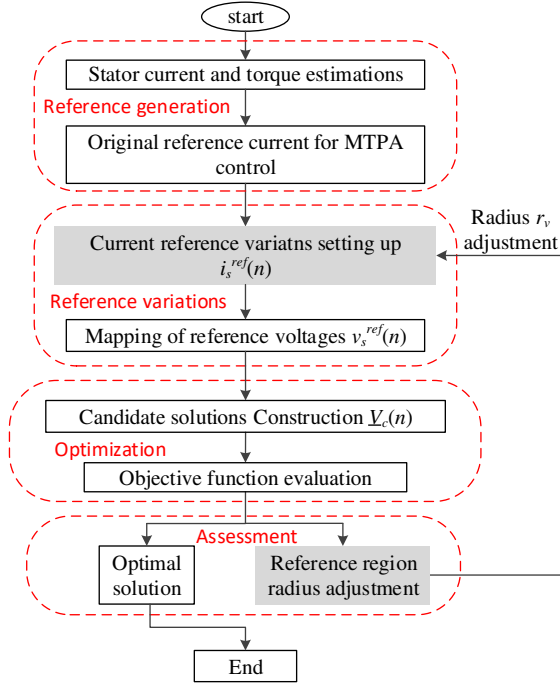 start
Stator current and torque estimations
Reference generation
Original reference current for MTPA
control
Radius r_v
adjustment
Current reference variatns setting up
i_s^ref(n)
Reference variations
Mapping of reference voltages v_s^ref(n)
Candidate solutions Construction V_c(n)
Optimization
Objective function evaluation
Assessment
Optimal
solution
Reference region
radius adjustment
End